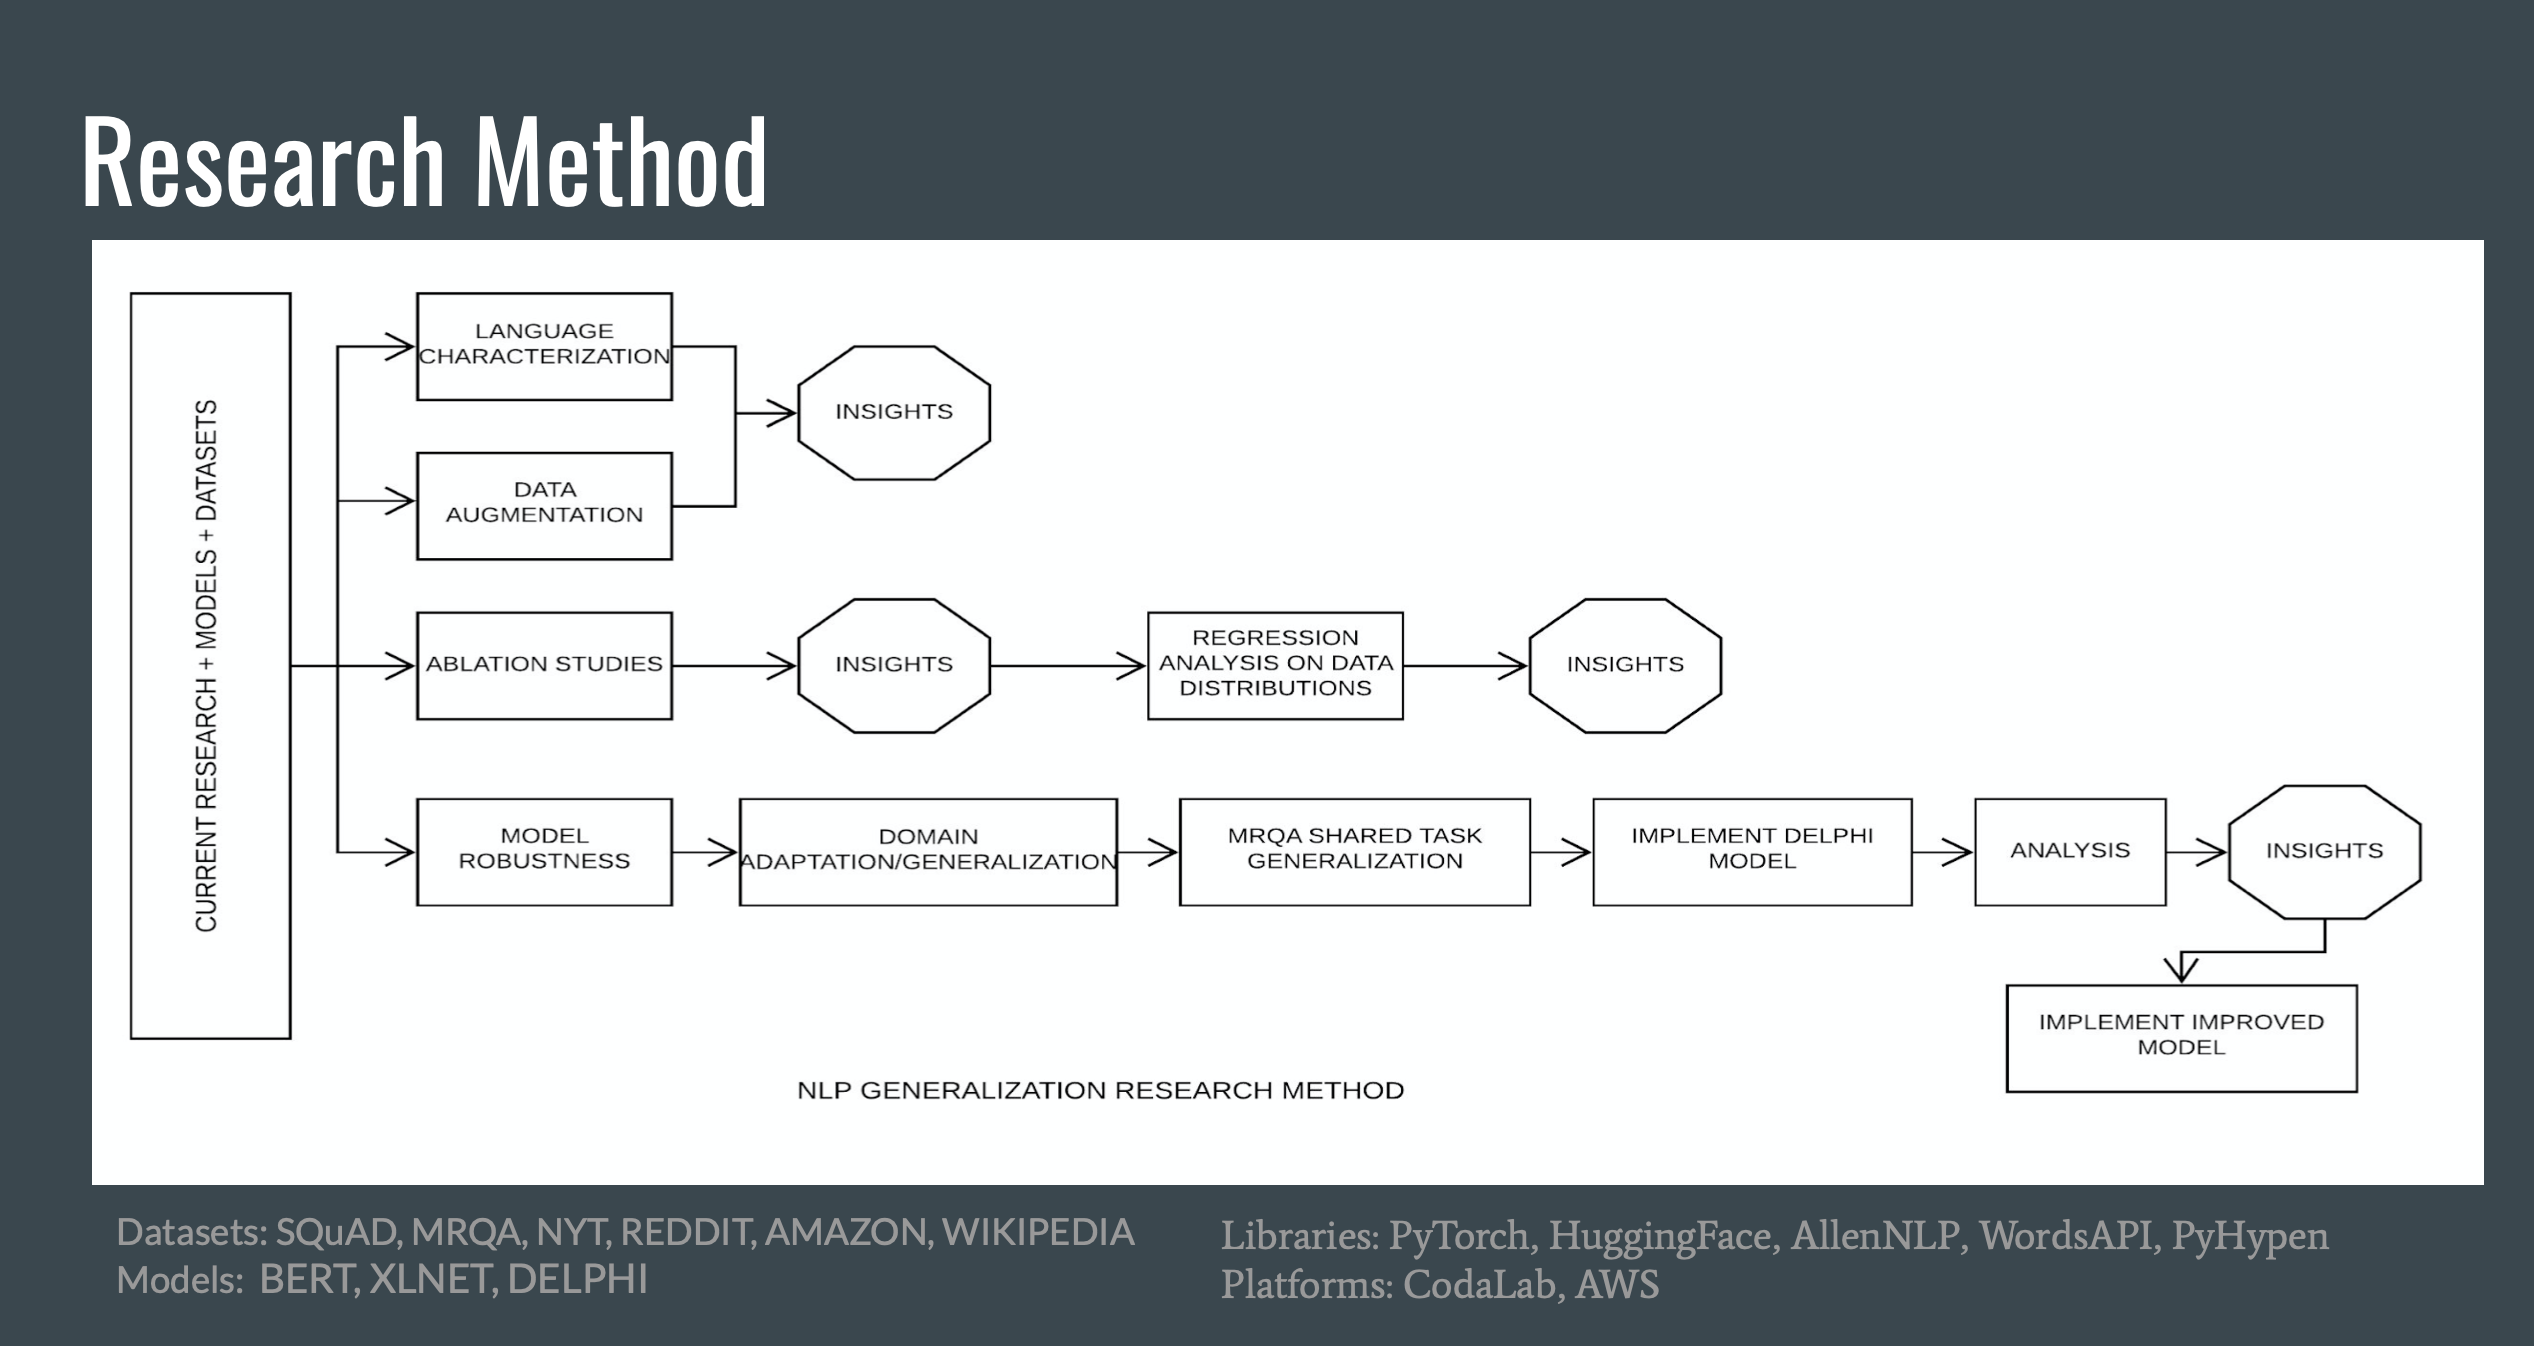 Research Method
CURRENT RESEARCH + MODELS + DATASETS
LANGUAGE
CHARACTERIZATION
INSIGHTS
DATA
AUGMENTATION
ABLATION STUDIES
INSIGHTS
REGRESSION
ANALYSIS ON DATA
DISTRIBUTIONS
INSIGHTS
MODEL
ROBUSTNESS
DOMAIN
ADAPTATION/GENERALIZATION
MRQA SHARED TASK
GENERALIZATION
IMPLEMENT DELPHI
MODEL
ANALYSIS
INSIGHTS
IMPLEMENT IMPROVED
MODEL
NLP GENERALIZATION RESEARCH METHOD
Datasets: SQuAD, MRQA, NYT, REDDIT, AMAZON, WIKIPEDIA
Models: BERT, XLNET, DELPHI
Libraries: PyTorch, HuggingFace, AllenNLP, WordsAPI, PyHypen
Platforms: CodaLab, AWS